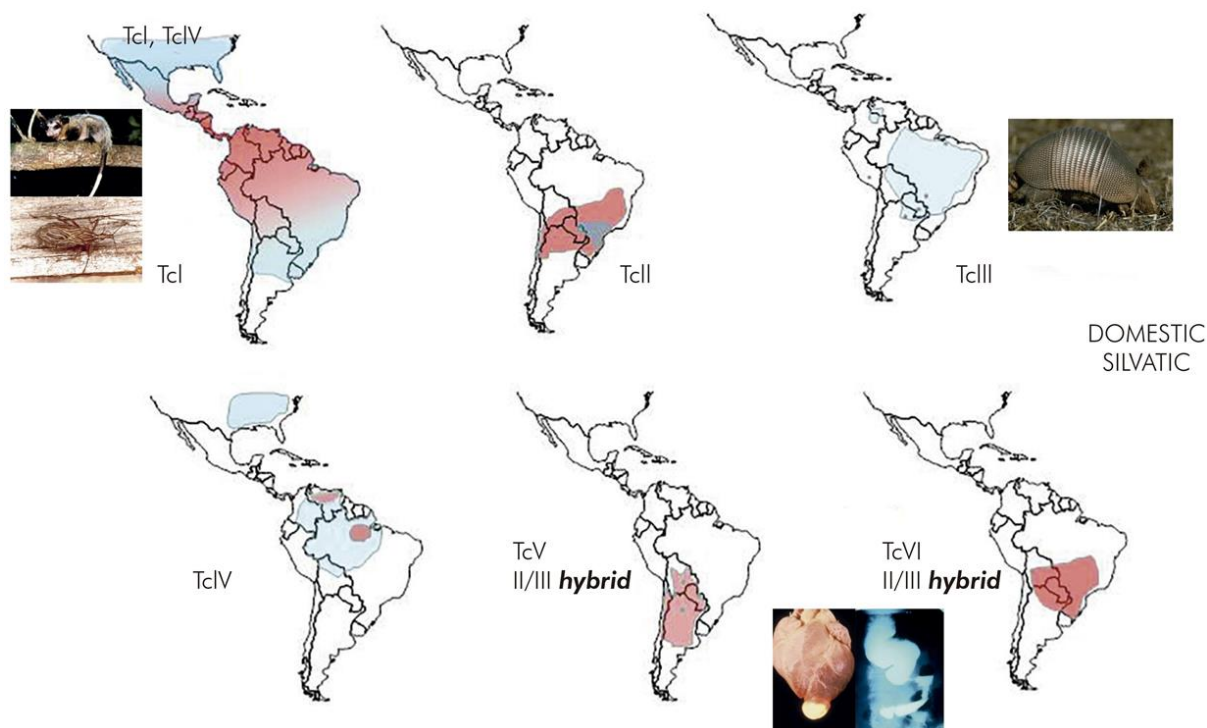 TcI, TcIV
TcI
TcII
TcIII
DOMESTIC
SILVATIC
TcIV
TcV
II/III hybrid
TcVI
II/III hybrid